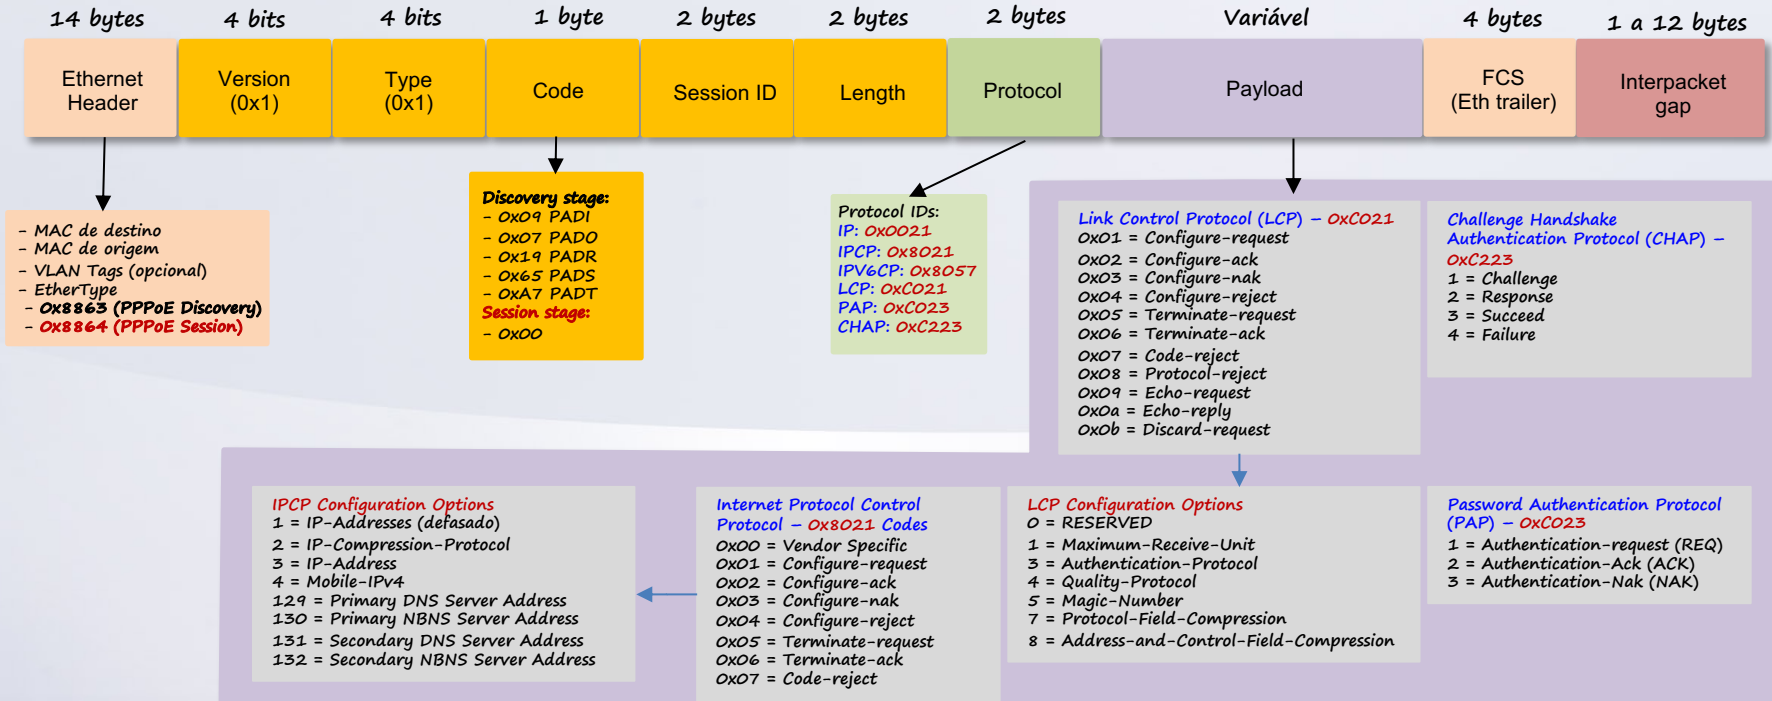 14 bytes
4 bits
4 bits
1 byte
2 bytes
2 bytes
2 bytes
Variável
4 bytes
1 a 12 bytes
Ethernet
Header
Version
(0x1)
Type
(0x1)
Code
Session ID
Length
Protocol
Payload
FCS
(Eth trailer)
Interpacket
gap
- MAC de destino
- MAC de origem
- VLAN Tags (opcional)
- EtherType
- 0x8863 (PPPoE Discovery)
- 0x8864 (PPPoE Session)
Discovery stage:
- 0x09 PADI
- 0x07 PADO
- 0x19 PADR
- 0x65 PADS
- 0xA7 PADT
Session stage:
- 0x00
Protocol IDs:
IP: 0x0021
IPCP: 0x8021
IPV6CP: 0x8057
LCP: 0xC021
PAP: 0xC023
CHAP: 0xC223
Link Control Protocol (LCP) – 0xC021
0x01 = Configure-request
0x02 = Configure-ack
0x03 = Configure-nak
0x04 = Configure-reject
0x05 = Terminate-request
0x06 = Terminate-ack
0x07 = Code-reject
0x08 = Protocol-reject
0x09 = Echo-request
0x0a = Echo-reply
0x0b = Discard-request
Challenge Handshake
Authentication Protocol (CHAP) –
0xC223
1 = Challenge
2 = Response
3 = Succeed
4 = Failure
IPCP Configuration Options
1 = IP-Addresses (defasado)
2 = IP-Compression-Protocol
3 = IP-Address
4 = Mobile-IPv4
129 = Primary DNS Server Address
130 = Primary NBNS Server Address
131 = Secondary DNS Server Address
132 = Secondary NBNS Server Address
Internet Protocol Control
Protocol – 0x8021 Codes
0x00 = Vendor Specific
0x01 = Configure-request
0x02 = Configure-ack
0x03 = Configure-nak
0x04 = Configure-reject
0x05 = Terminate-request
0x06 = Terminate-ack
0x07 = Code-reject
LCP Configuration Options
0 = RESERVED
1 = Maximum-Receive-Unit
3 = Authentication-Protocol
4 = Quality-Protocol
5 = Magic-Number
7 = Protocol-Field-Compression
8 = Address-and-Control-Field-Compression
Password Authentication Protocol
(PAP) – 0xC023
1 = Authentication-request (REQ)
2 = Authentication-Ack (ACK)
3 = Authentication-Nak (NAK)